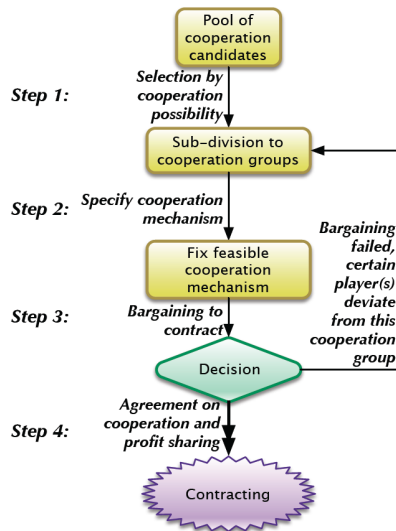 Pool of
cooperation
candidates
Step 1:
Selection by
cooperation
possibility
Sub-division to
cooperation groups
Step 2:
Specify cooperation
mechanism
Fix feasible
cooperation
mechanism
Bargaining
failed,
certain
player(s)
deviate
from this
cooperation
group
Step 3:
Bargaining to
contract
Decision
Step 4:
Agreement on
cooperation and
profit sharing
Contracting